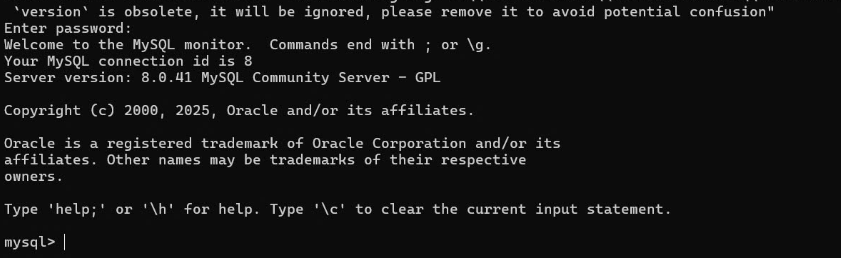 `version` is obsolete, it will be ignored, please remove it to avoid potential confusion"
Enter password:
Welcome to the MySQL monitor.  Commands end with ; or \g.
Your MySQL connection id is 8
Server version: 8.0.41 MySQL Community Server - GPL
Copyright (c) 2000, 2025, Oracle and/or its affiliates.
Oracle is a registered trademark of Oracle Corporation and/or its
affiliates. Other names may be trademarks of their respective
owners.
Type 'help;' or '\h' for help. Type '\c' to clear the current input statement.
mysql>